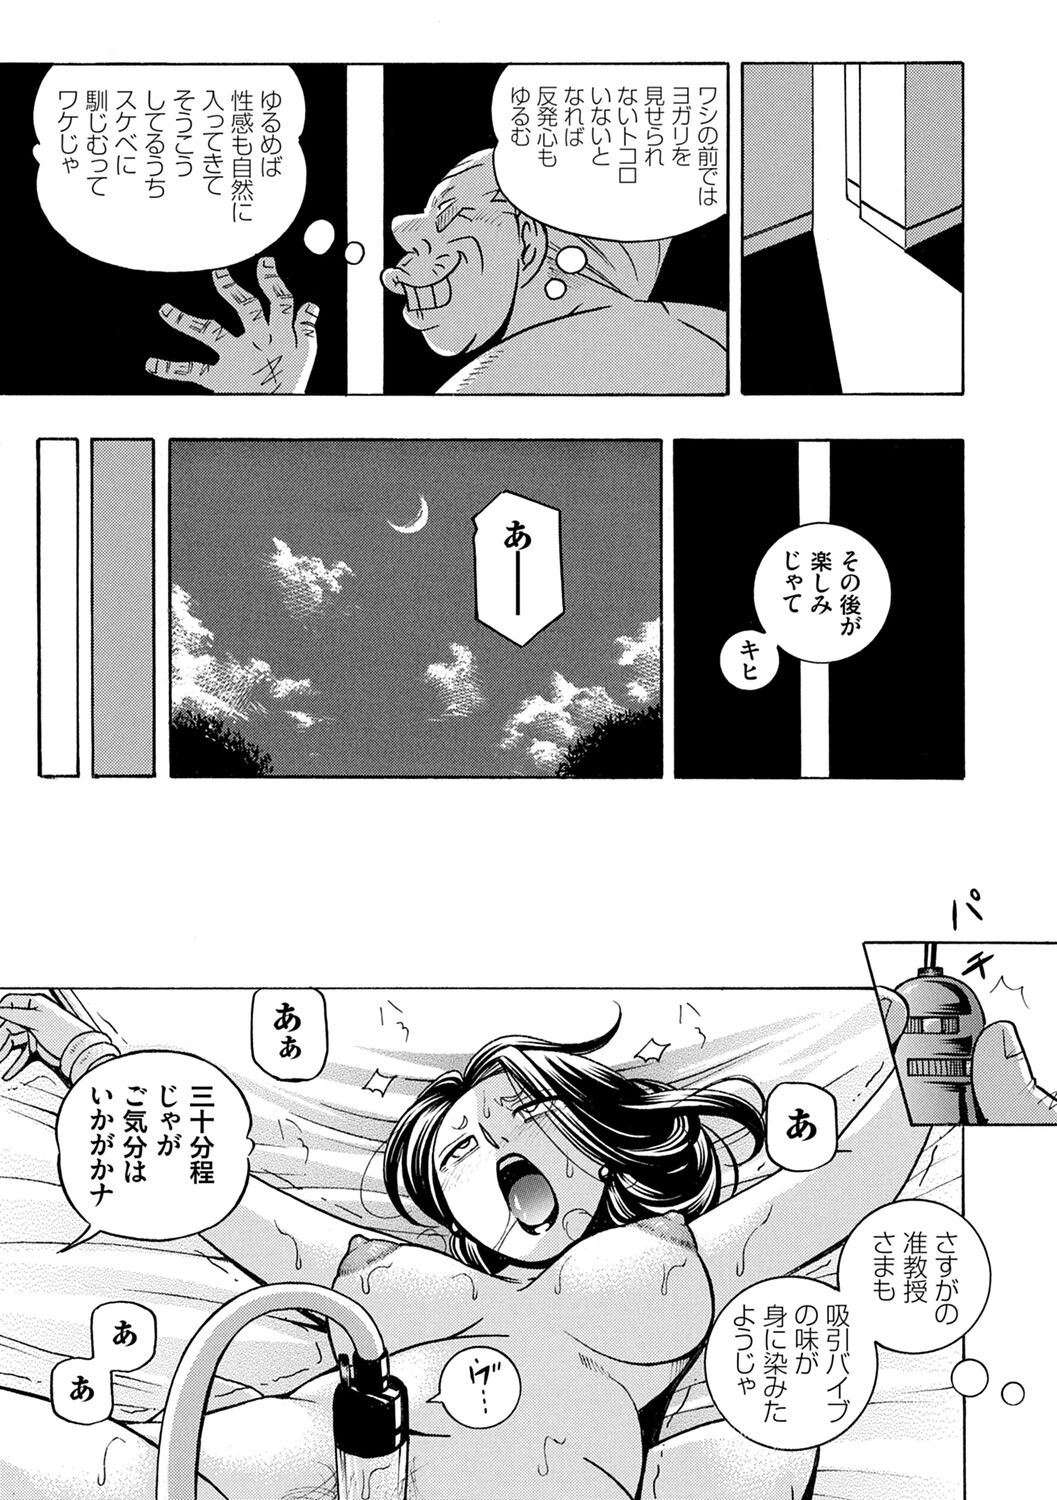 ワシの前では
ヨガリを
見せられ
ないトコロ
いないと
なれば
反発心も
ゆるむ
ゆるめば
性感も自然に
入ってきて
そうこう
してるうち
スケベに
馴じむって
ワケじゃ
その後が
楽しみ
じゃて
キヒ
あー
パチ
さすがの
准教授
さまも
吸引バイブ
の味が
身に染みた
ようじゃ
あ
ああ
三十分程
じゃが
ご気分は
いかがかナ
ヴ…
あ
あ